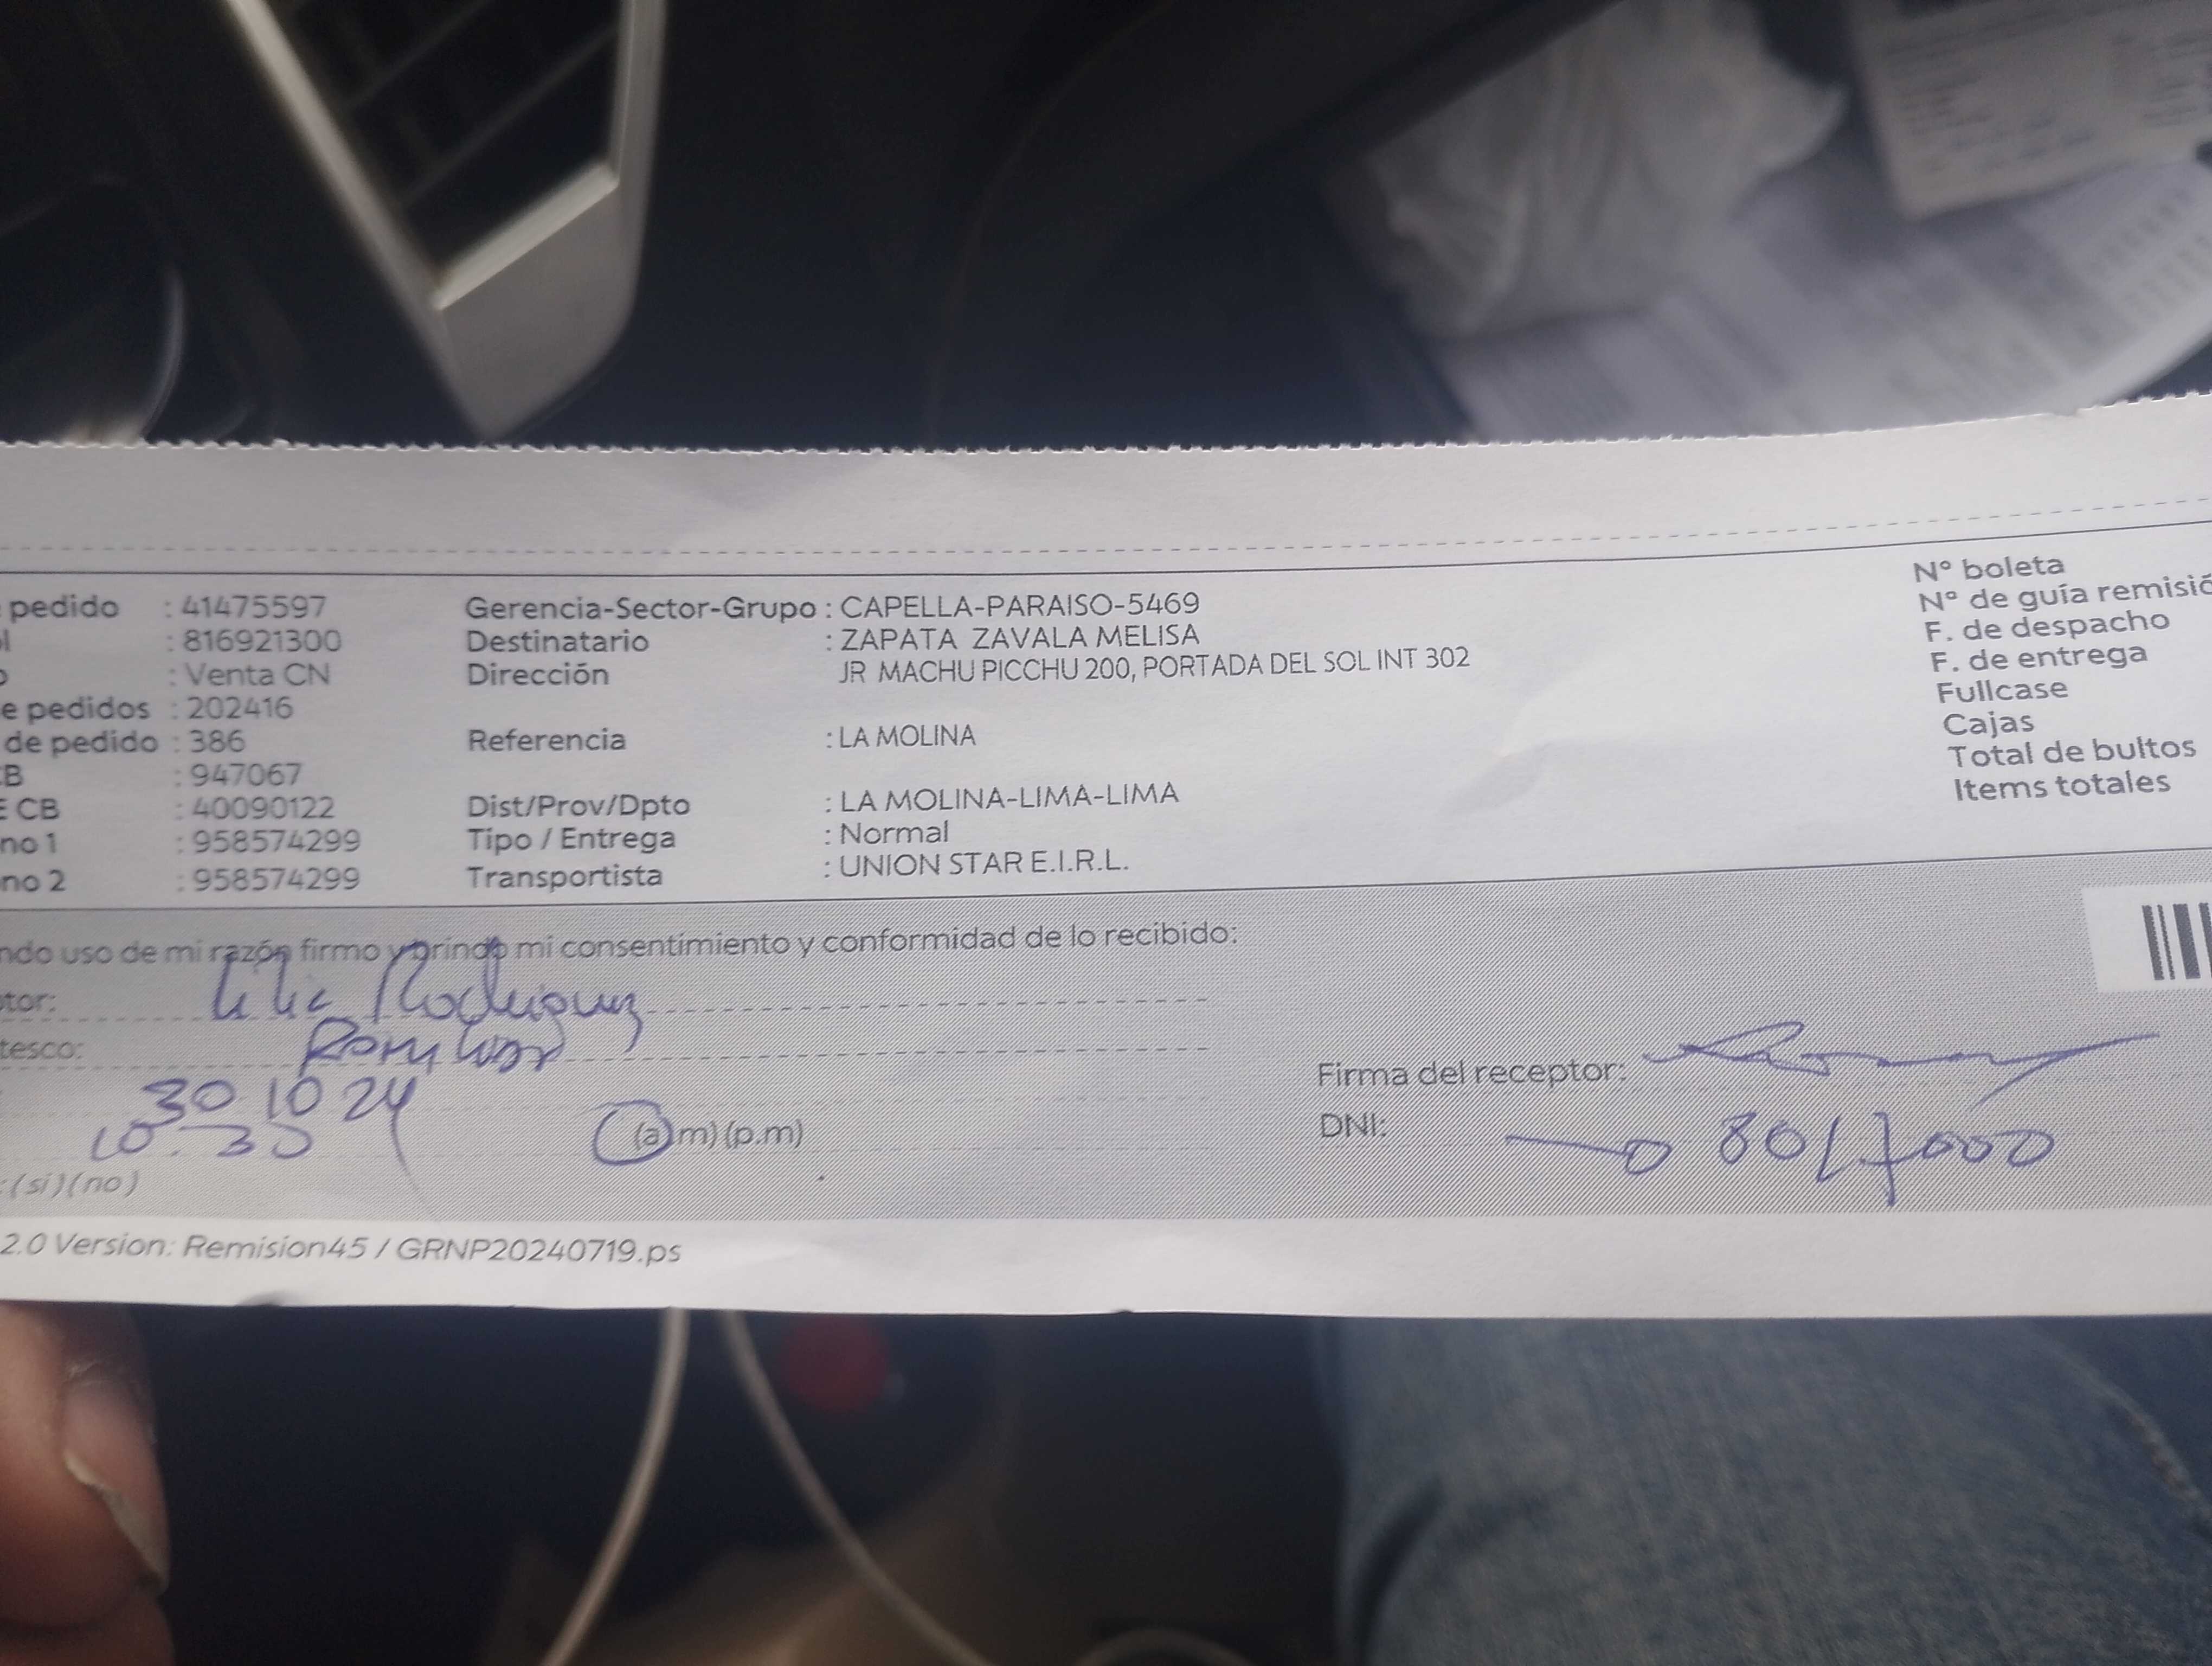 pedido : 41475597 Gerencia-Sector-Grupo : CAPELLA-PARAISO-5469 N° boleta
: 816921300 Destinatario : ZAPATA ZAVALA MELISA N° de guía remisió
: Venta CN Dirección JR MACHU PICCHU 200, PORTADA DEL SOL INT 302 F. de despacho
e pedidos : 202416 F. de entrega
de pedido : 386 Referencia : LA MOLINA Fullcase
CB : 947067 Cajas
E CB : 40090122 Dist/Prov/Dpto : LA MOLINA-LIMA-LIMA Total de bultos
no 1 : 958574299 Tipo / Entrega : Normal Items totales
no 2 : 958574299 Transportista : UNION STAR E.I.R.L.
ndo uso de mi razón firmo y brindo mi consentimiento y conformidad de lo recibido:
tor: Rodriguez
tesco:
Firma del receptor:
30 10 24
10:30 (a.m) (p.m) DNI:
:(si)(no)
2.0 Version: Remision45 / GRNP20240719.ps